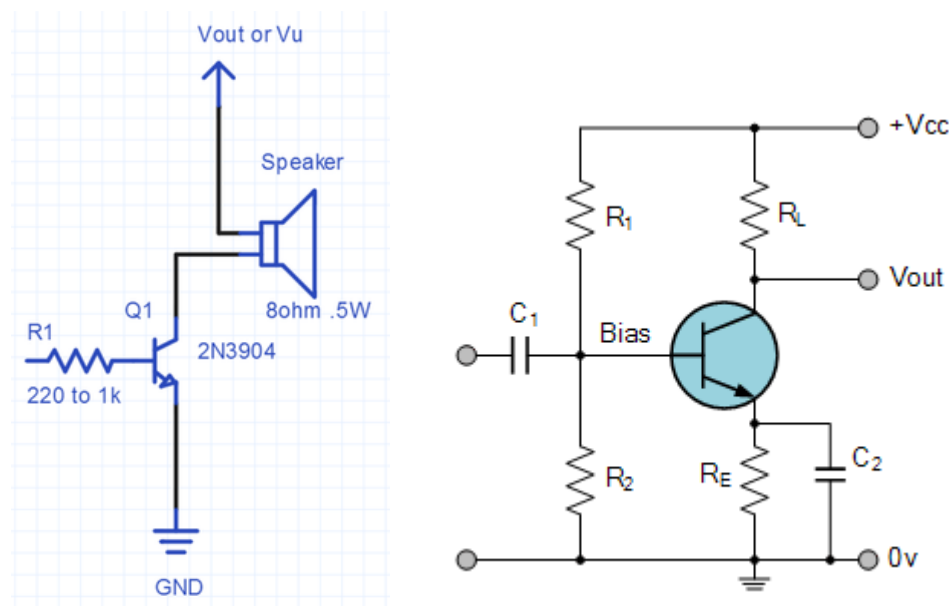 Vout or Vu
Speaker
Q1
8ohm .5W
R1
2N3904
220 to 1k
GND
+Vcc
R1
RL
Vout
C1
Bias
R2
RE
C2
0v